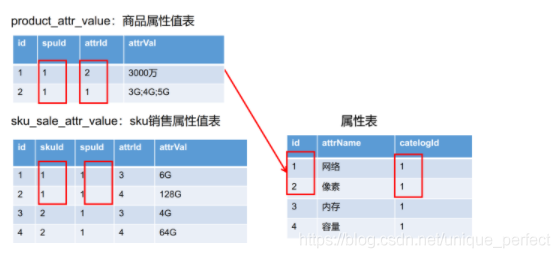 product_attr_value：商品属性值表
id spuId attrId attrVal
1 1 2 3000万
2 1 1 3G;4G;5G
sku_sale_attr_value：sku销售属性值表
id skuId spuId attrId attrVal
1 1 1 3 6G
2 1 1 4 128G
3 2 1 3 4G
4 2 1 4 64G
属性表
id attrName catelogId
1 网络 1
2 像素 1
3 内存 1
4 容量 1
https://blog.csdn.net/unique_perfect